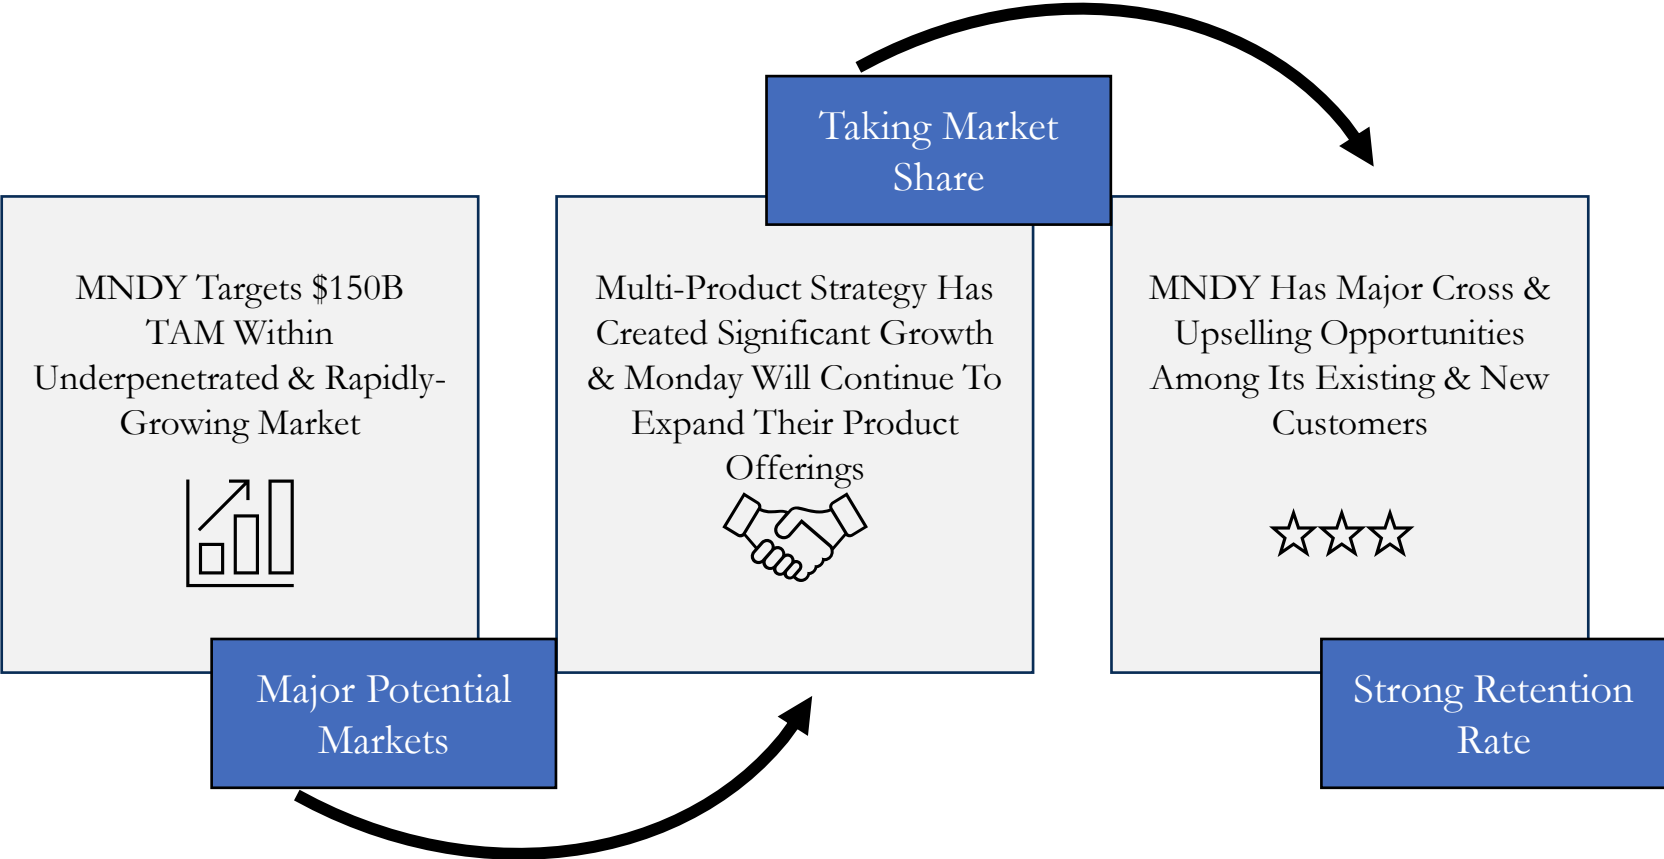 MNDY Targets $150B
TAM Within
Underpenetrated & Rapidly-
Growing Market
Major Potential
Markets
Taking Market
Share
Multi-Product Strategy Has
Created Significant Growth
& Monday Will Continue To
Expand Their Product
Offerings
MNDY Has Major Cross &
Upselling Opportunities
Among Its Existing & New
Customers
Strong Retention
Rate